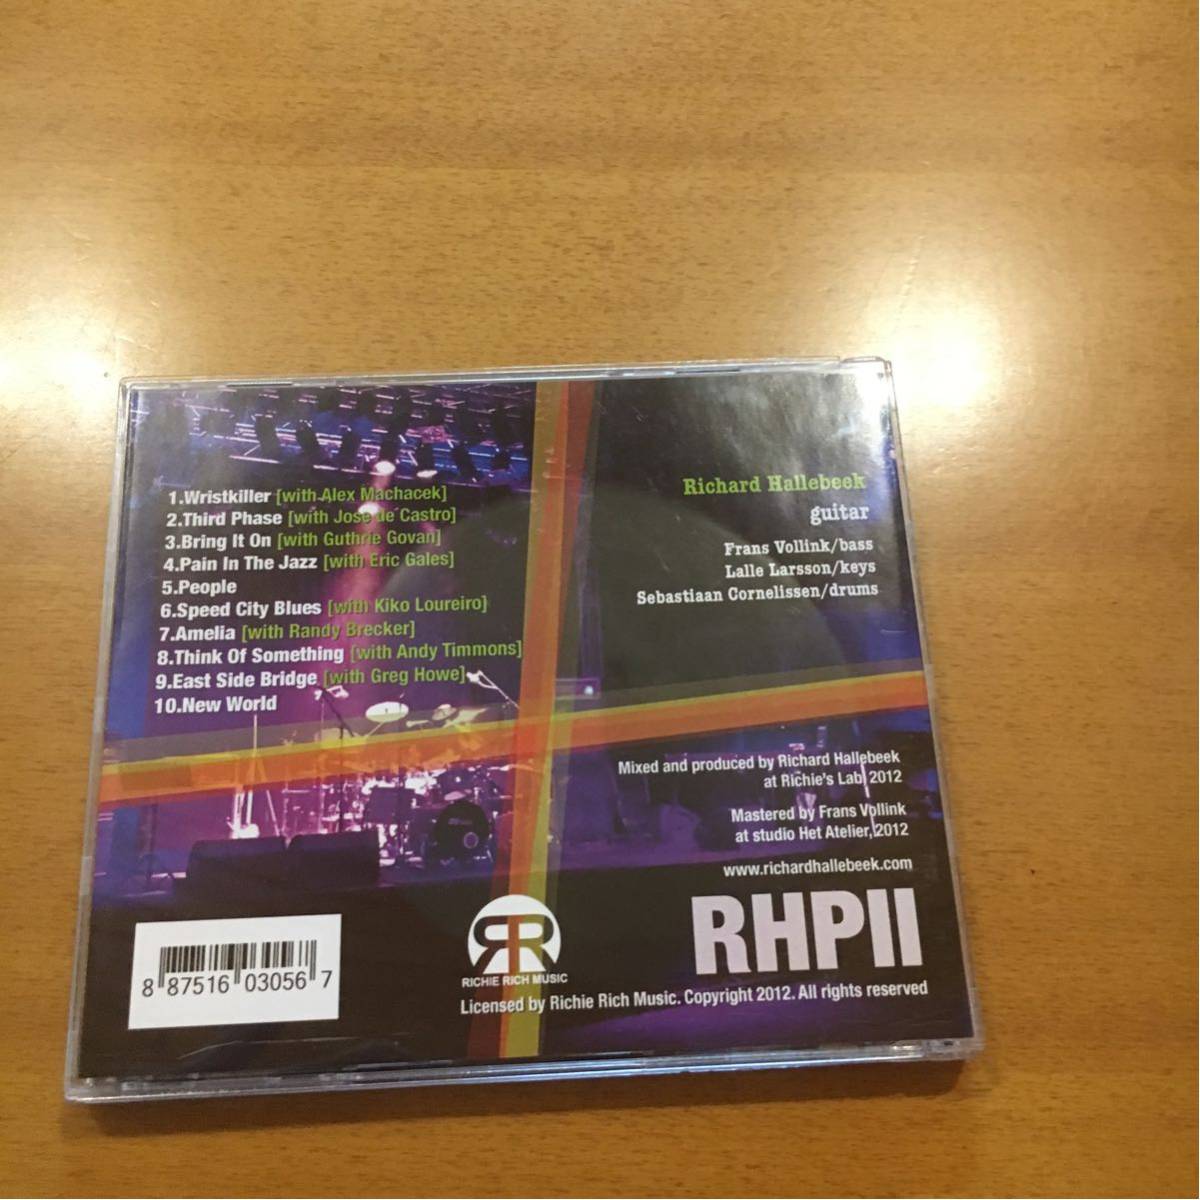 1.Wristkiller [with Alex Machacek]
2.Third Phase [with Jose de Castro]
3.Bring It On [with Guthrie Govan]
4.Pain In The Jazz [with Eric Gales]
5.People
6.Speed City Blues [with Kiko Loureiro]
7.Amelia [with Randy Brecker]
8.Think Of Something [with Andy Timmons]
9.East Side Bridge [with Greg Howe]
10.New World
Richard Hallebeek
guitar
Frans Vollink/bass
Lalle Larsson/keys
Sebastiaan Cornelissen/drums
Mixed and produced by Richard Hallebeek
at Richie's Lab, 2012
Mastered by Frans Vollink
at studio Het Atelier, 2012
www.richardhallebeek.com
RHPII
RR
RICHIE RICH MUSIC
Licensed by Richie Rich Music. Copyright 2012. All rights reserved
8 87516 03056 7